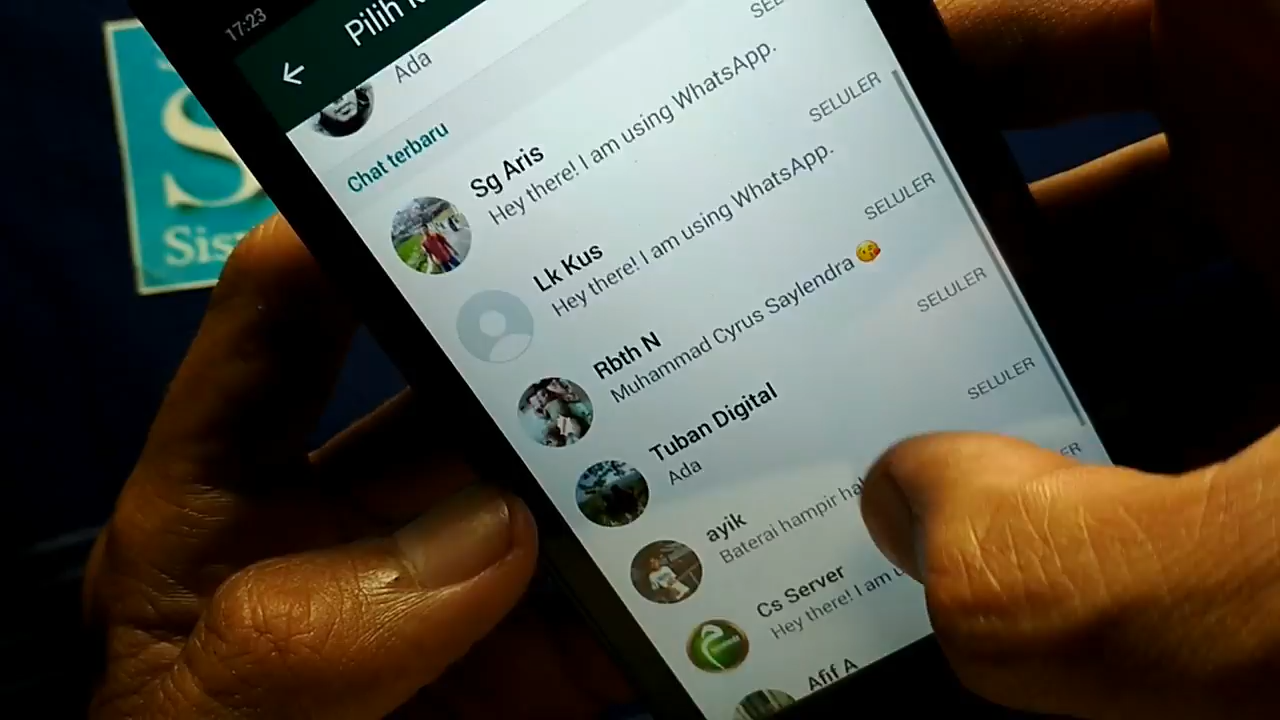 17:23
Pilih
Ada
SELULER
Chat terbaru
Sg Aris
Hey there! I am using WhatsApp.
SELULER
Lk Kus
Hey there! I am using WhatsApp.
SELULER
Rbth N
Muhammad Cyrus Saylendra 😘
SELULER
Tuban Digital
Ada
SELULER
ayik
Baterai hampir
Cs Server
Hey there! I am
Afif A
S